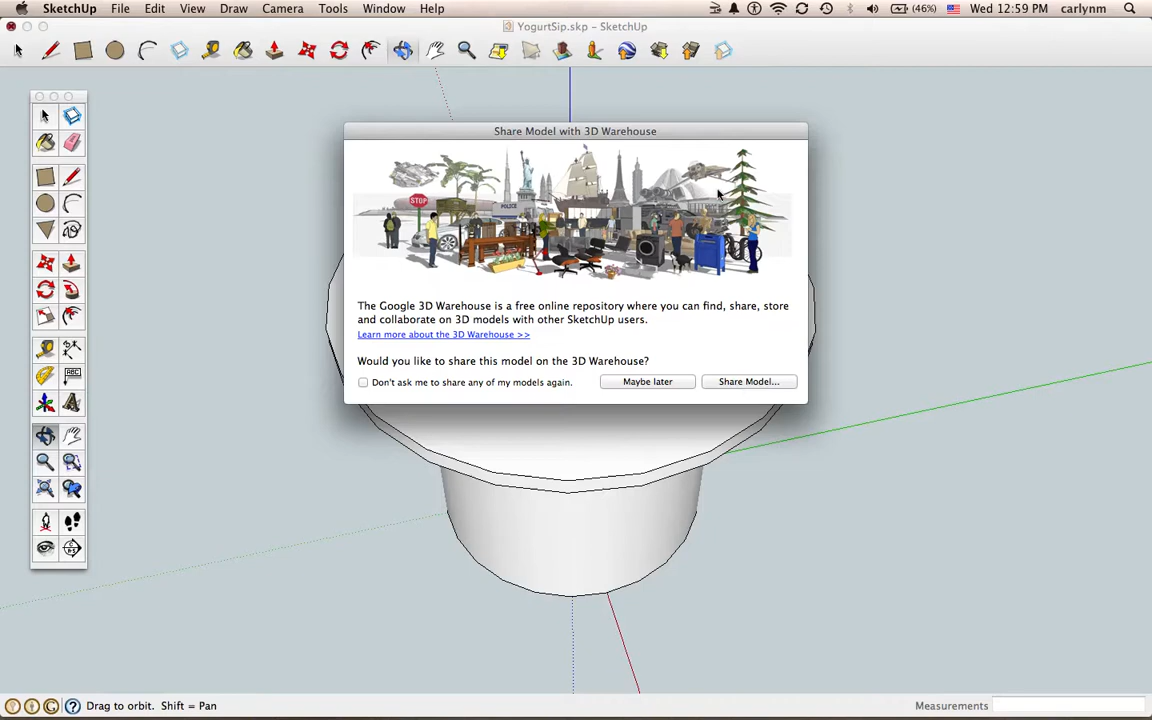 SketchUp File Edit View Draw Camera Tools Window Help (46%) Wed 12:59 PM carlynm
YogurtSip.skp - SketchUp
Share Model with 3D Warehouse
STOP
POLICE
The Google 3D Warehouse is a free online repository where you can find, share, store
and collaborate on 3D models with other SketchUp users.
Learn more about the 3D Warehouse >>
Would you like to share this model on the 3D Warehouse?
Don't ask me to share any of my models again. Maybe later Share Model...
Drag to orbit. Shift = Pan Measurements